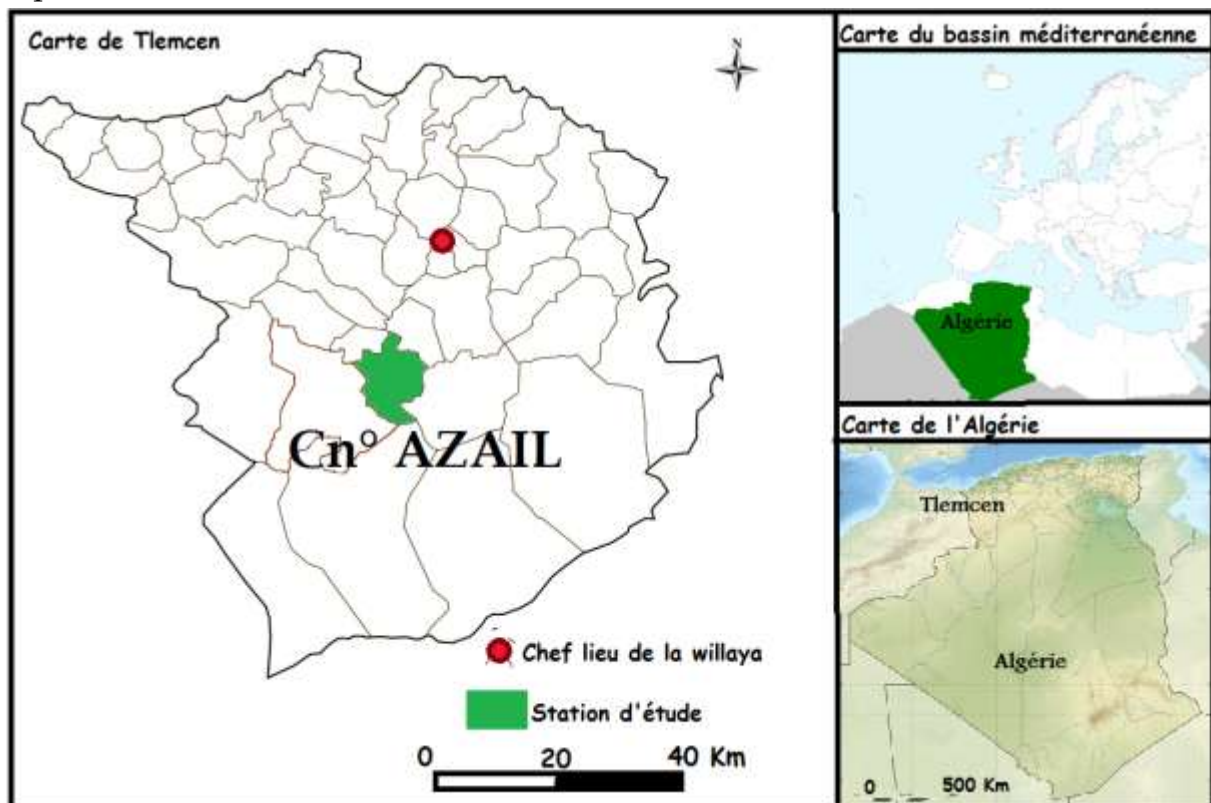 Carte de Tlemcen
N
Cn° AZAIL
Chef lieu de la willaya
Station d'étude
0 20 40 Km
Carte du bassin méditerranéenne
Algérie
Carte de l'Algérie
Tlemcen
Algérie
0 500 Km